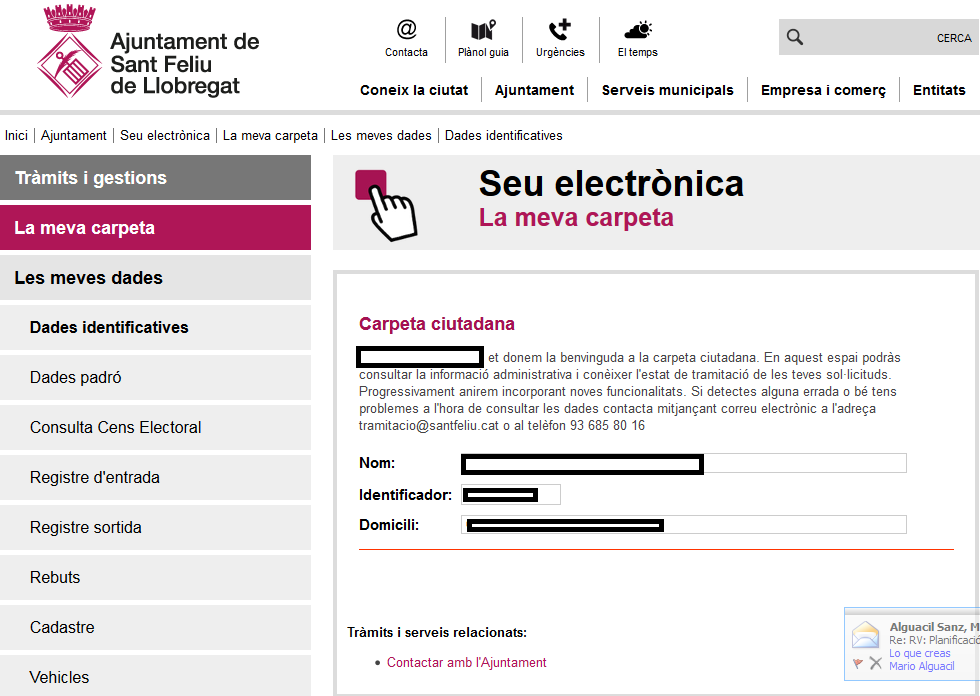 Ajuntament de
Sant Feliu
de Llobregat
@
Contacta
Plànol guia
Urgències
El temps
CERCA
Coneix la ciutat
Ajuntament
Serveis municipals
Empresa i comerç
Entitats
Inici | Ajuntament | Seu electrònica | La meva carpeta | Les meves dades | Dades identificatives
Tràmits i gestions
La meva carpeta
Les meves dades
Dades identificatives
Dades padró
Consulta Cens Electoral
Registre d'entrada
Registre sortida
Rebuts
Cadastre
Vehicles
Seu electrònica
La meva carpeta
Carpeta ciutadana
et donem la benvinguda a la carpeta ciutadana. En aquest espai podràs
consultar la informació administrativa i conèixer l'estat de tramitació de les teves sol·licituds.
Progressivament anirem incorporant noves funcionalitats. Si detectes alguna errada o bé tens
problemes a l'hora de consultar les dades contacta mitjançant correu electrònic a l'adreça
tramitacio@santfeliu.cat o al telèfon 93 685 80 16
Nom:
Identificador:
Domicili:
Tràmits i serveis relacionats:
• Contactar amb l'Ajuntament
Alguacil Sanz, M
Re: RV: Planificació
Lo que creas
Mario Alguacil